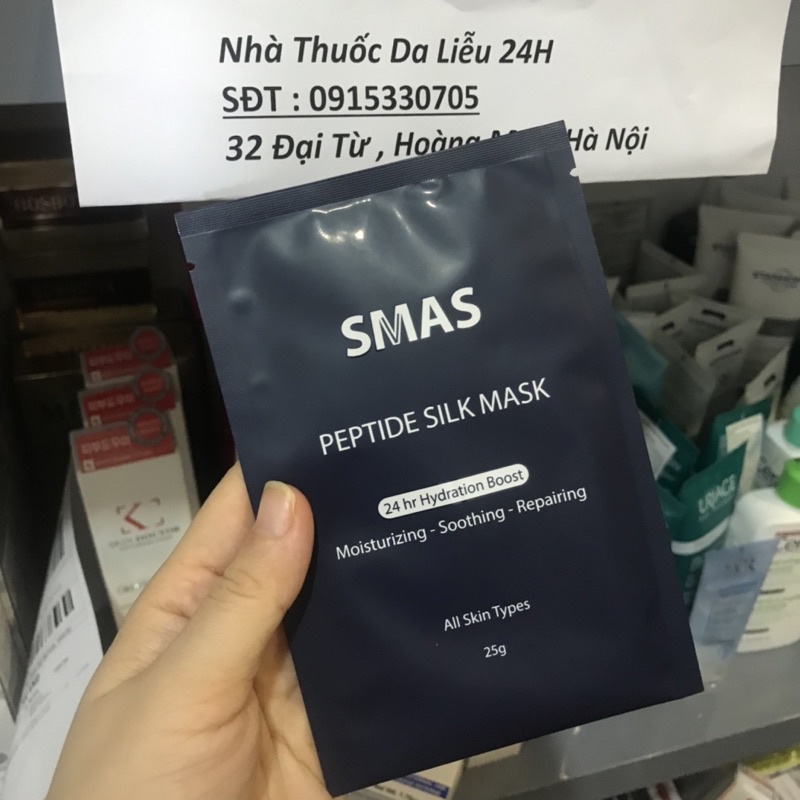 Nhà Thuốc Da Liễu 24H
SĐT : 0915330705
32 Đại Từ , Hoàng Hà Nội
SMAS
PEPTIDE SILK MASK
24 hr Hydration Boost
Moisturizing - Soothing - Repairing
All Skin Types
25g
URIAGE